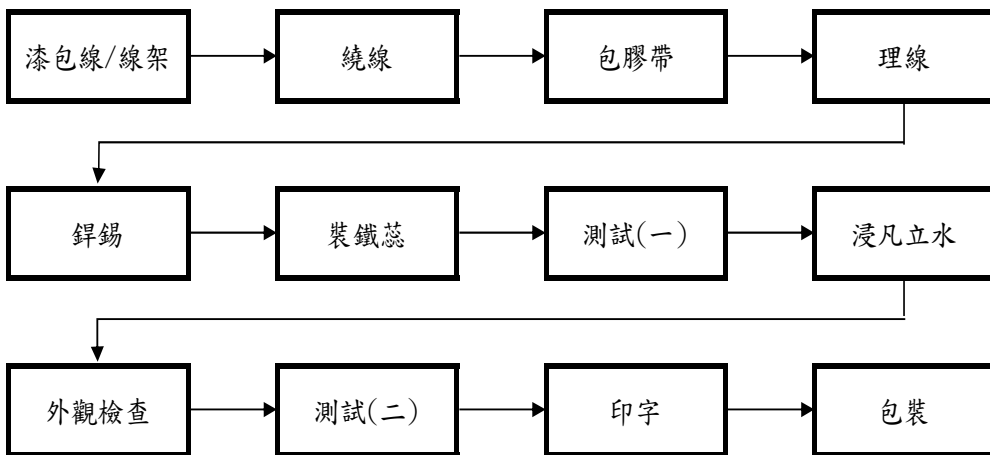 漆包線/線架
繞線
包膠帶
理線
銲錫
裝鐵蕊
測試(一)
浸凡立水
外觀檢查
測試(二)
印字
包裝